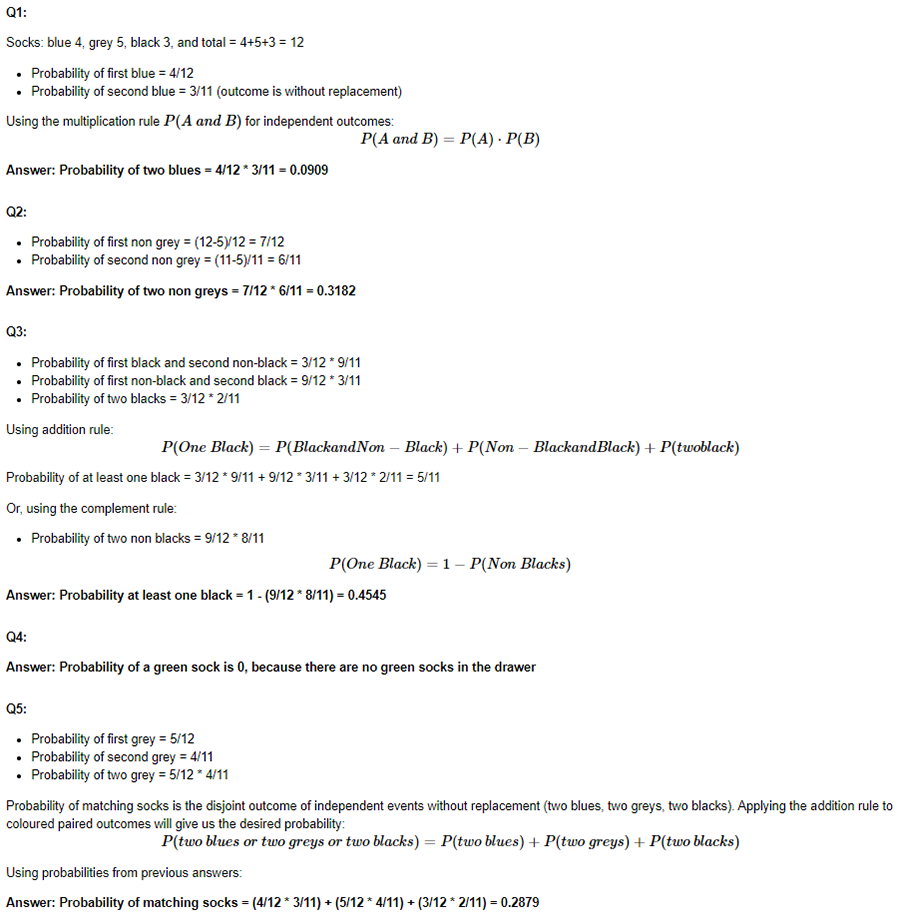 Q1:
Socks: blue 4, grey 5, black 3, and total = 4+5+3 = 12
• Probability of first blue = 4/12
• Probability of second blue = 3/11 (outcome is without replacement)
Using the multiplication rule P(A and B) for independent outcomes:
P(A and B) = P(A) · P(B)
Answer: Probability of two blues = 4/12 * 3/11 = 0.0909
Q2:
• Probability of first non grey = (12-5)/12 = 7/12
• Probability of second non grey = (11-5)/11 = 6/11
Answer: Probability of two non greys = 7/12 * 6/11 = 0.3182
Q3:
• Probability of first black and second non-black = 3/12 * 9/11
• Probability of first non-black and second black = 9/12 * 3/11
• Probability of two blacks = 3/12 * 2/11
Using addition rule:
P(One Black) = P(BlackandNon − Black) + P(Non − BlackandBlack) + P(twoblack)
Probability of at least one black = 3/12 * 9/11 + 9/12 * 3/11 + 3/12 * 2/11 = 5/11
Or, using the complement rule:
• Probability of two non blacks = 9/12 * 8/11
P(One Black) = 1 − P(Non Blacks)
Answer: Probability at least one black = 1 - (9/12 * 8/11) = 0.4545
Q4:
Answer: Probability of a green sock is 0, because there are no green socks in the drawer
Q5:
• Probability of first grey = 5/12
• Probability of second grey = 4/11
• Probability of two grey = 5/12 * 4/11
Probability of matching socks is the disjoint outcome of independent events without replacement (two blues, two greys, two blacks). Applying the addition rule to
coloured paired outcomes will give us the desired probability:
P(two blues or two greys or two blacks) = P(two blues) + P(two greys) + P(two blacks)
Using probabilities from previous answers:
Answer: Probability of matching socks = (4/12 * 3/11) + (5/12 * 4/11) + (3/12 * 2/11) = 0.2879